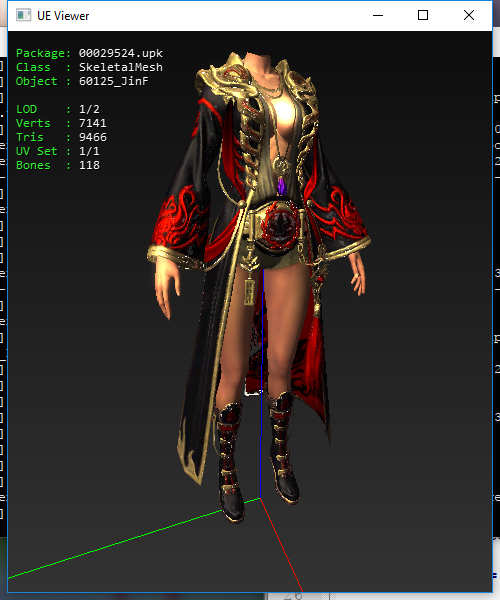 UE Viewer
Package: 00029524.upk
Class : SkeletalMesh
Object : 60125_JinF
LOD : 1/2
Verts : 7141
Tris : 9466
UV Set : 1/1
Bones : 118